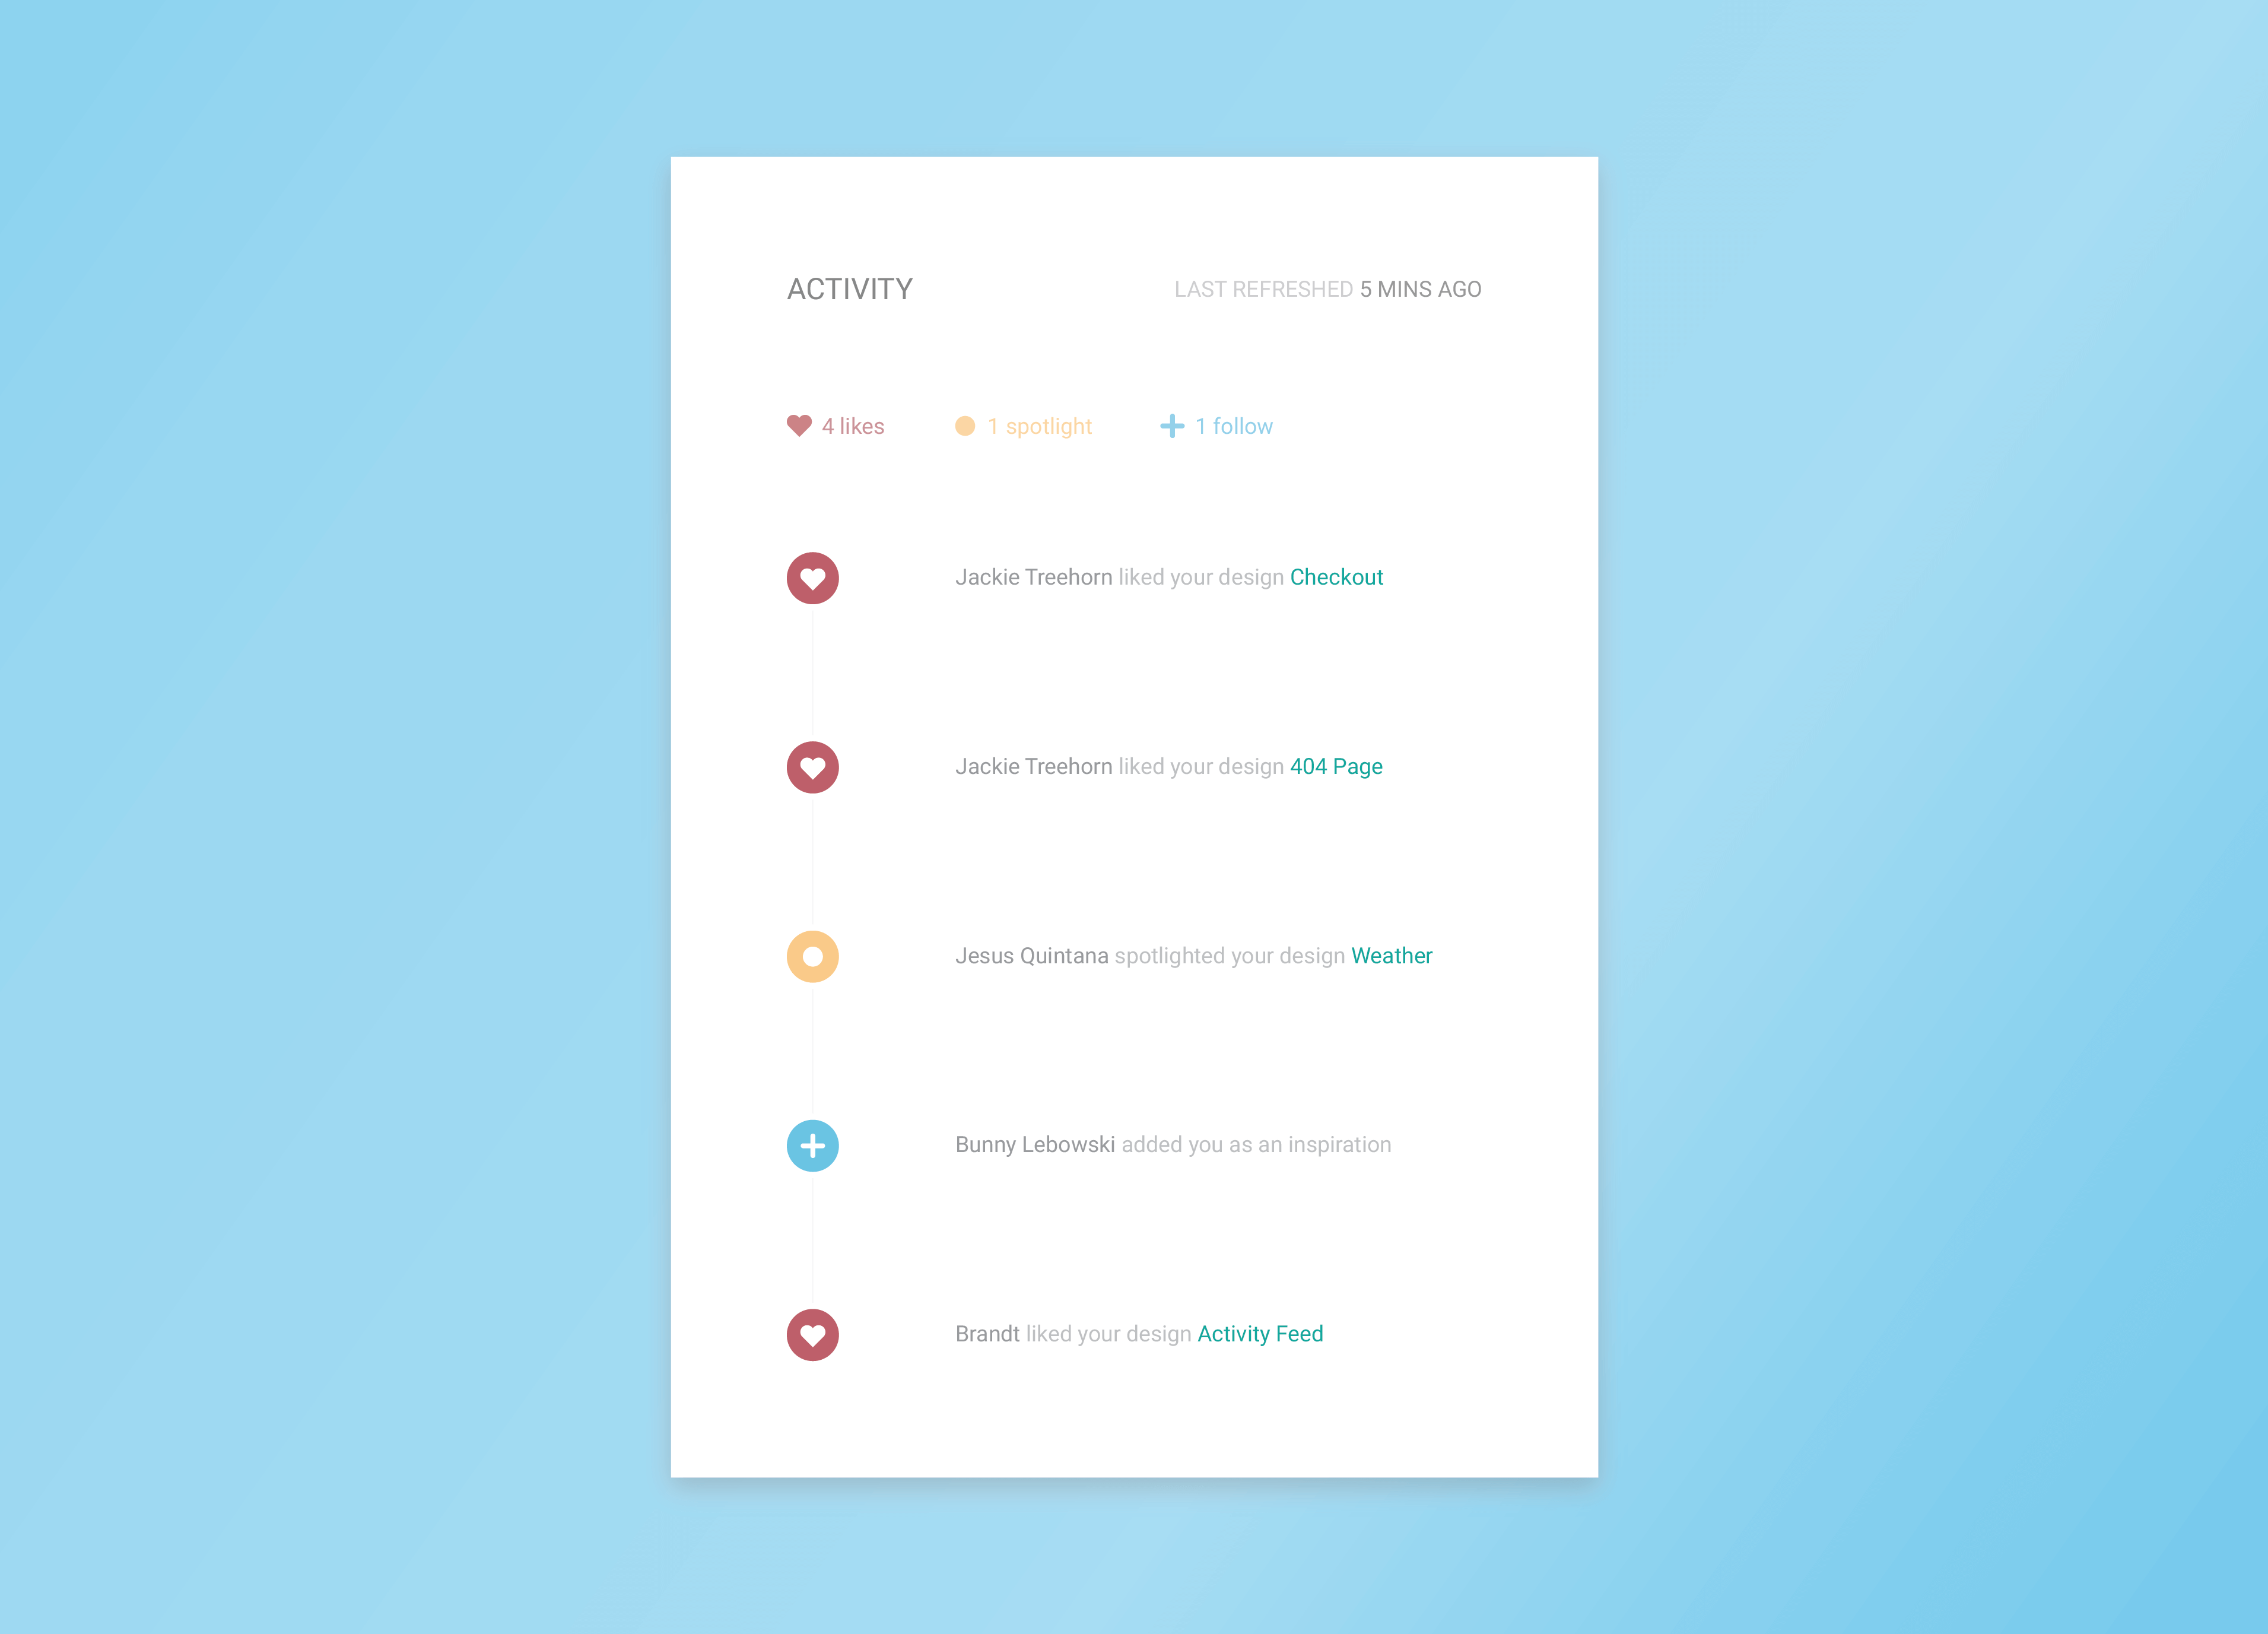 ACTIVITY LAST REFRESHED 5 MINS AGO
4 likes 1 spotlight 1 follow
Jackie Treehorn liked your design Checkout
Jackie Treehorn liked your design 404 Page
Jesus Quintana spotlighted your design Weather
Bunny Lebowski added you as an inspiration
Brandt liked your design Activity Feed